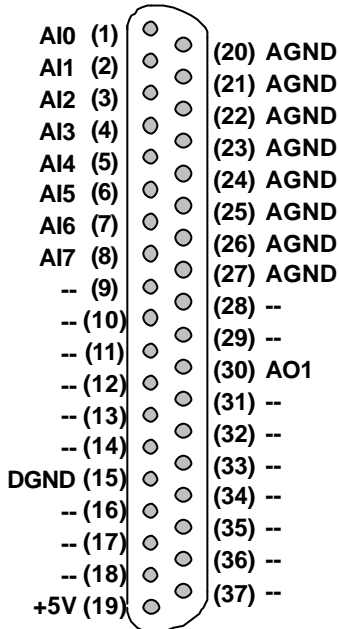 AI0 (1)
AI1 (2)
AI2 (3)
AI3 (4)
AI4 (5)
AI5 (6)
AI6 (7)
AI7 (8)
-- (9)
-- (10)
-- (11)
-- (12)
-- (13)
-- (14)
DGND (15)
-- (16)
-- (17)
-- (18)
+5V (19)
(20) AGND
(21) AGND
(22) AGND
(23) AGND
(24) AGND
(25) AGND
(26) AGND
(27) AGND
(28) --
(29) --
(30) AO1
(31) --
(32) --
(33) --
(34) --
(35) --
(36) --
(37) --